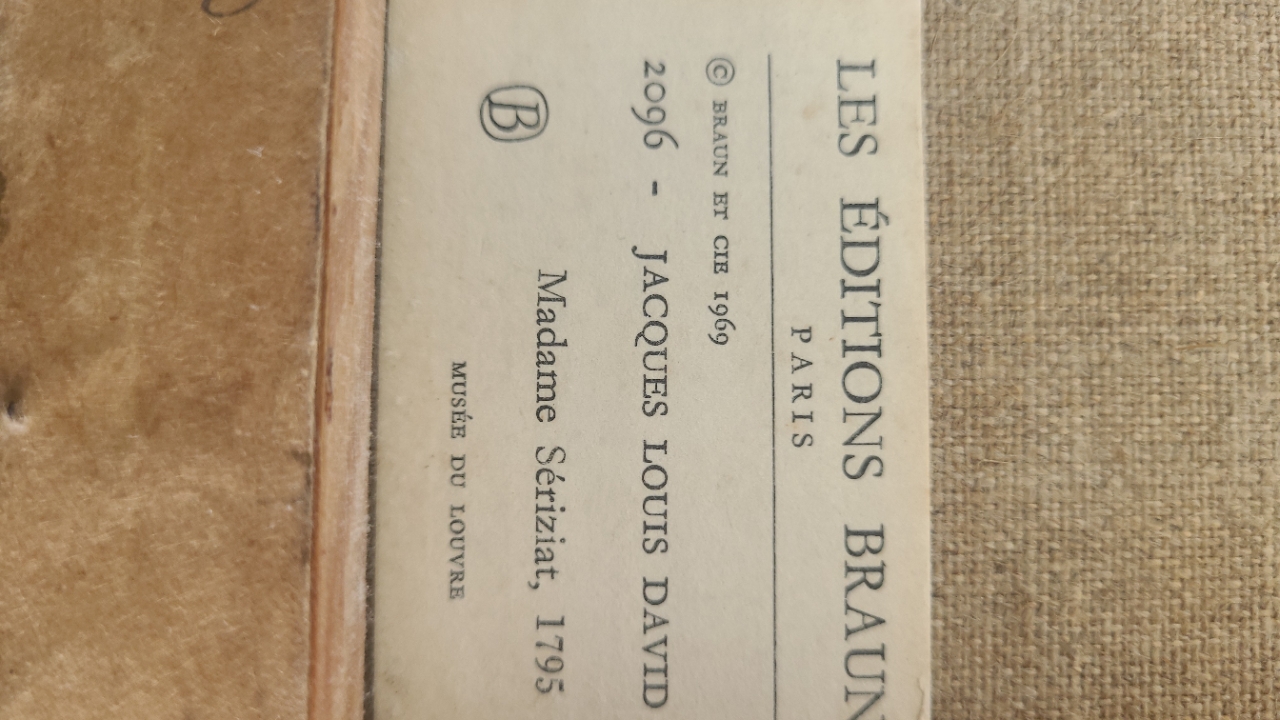 LES ÉDITIONS BRAUN
PARIS
© BRAUN ET CIE 1969
2096 - JACQUES LOUIS DAVID
Madame Sériziat, 1795
B
MUSÉE DU LOUVRE